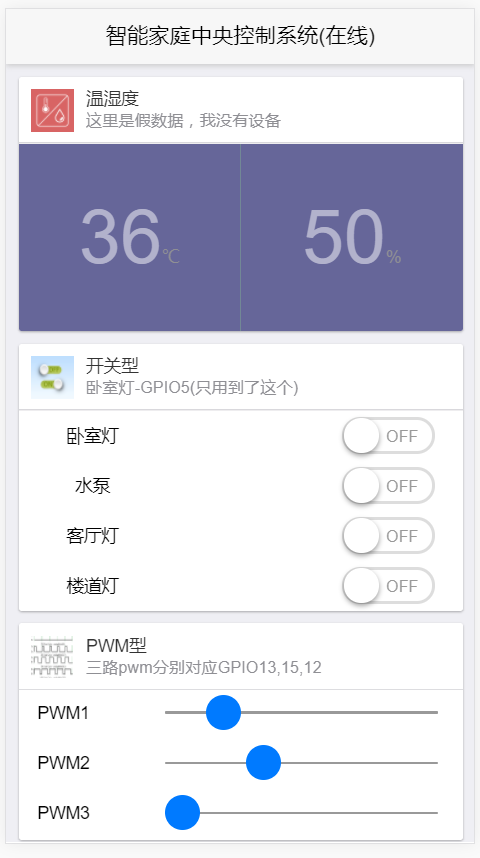 智能家庭中央控制系统(在线)
温湿度
这里是假数据，我没有设备
36℃ 50%
开关型
卧室灯-GPIO5(只用到了这个)
卧室灯 OFF
水泵 OFF
客厅灯 OFF
楼道灯 OFF
PWM型
三路pwm分别对应GPIO13,15,12
PWM1
PWM2
PWM3